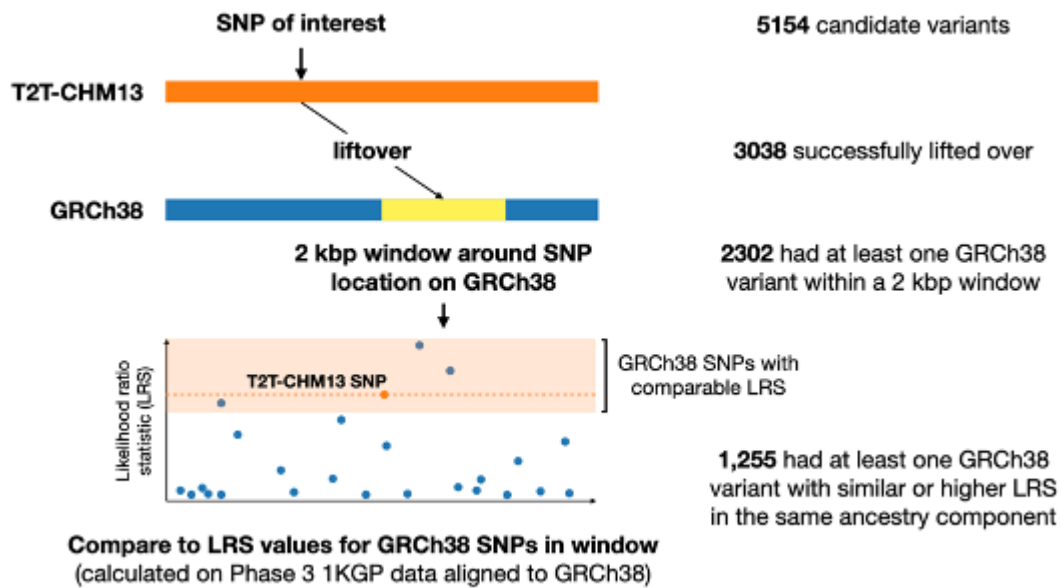 SNP of interest
5154 candidate variants
T2T-CHM13
liftover
3038 successfully lifted over
GRCh38
2 kbp window around SNP
location on GRCh38
2302 had at least one GRCh38
variant within a 2 kbp window
Likelihood ratio
statistic (LRS)
T2T-CHM13 SNP
GRCh38 SNPs with
comparable LRS
1,255 had at least one GRCh38
variant with similar or higher LRS
in the same ancestry component
Compare to LRS values for GRCh38 SNPs in window
(calculated on Phase 3 1KGP data aligned to GRCh38)